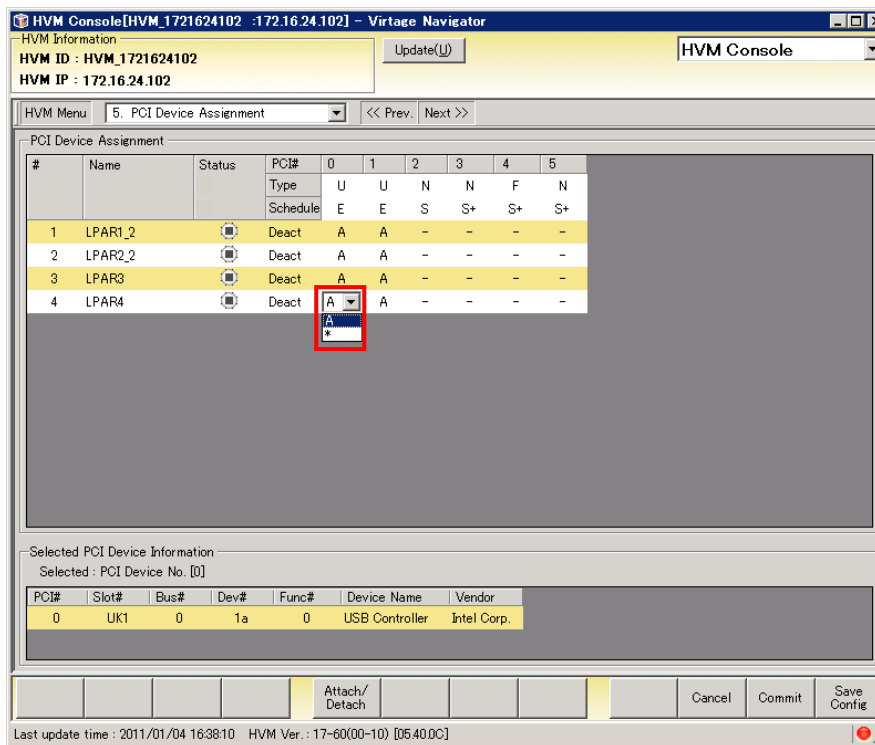 HVM Console[HVM_1721624102 :172.16.24.102] - Virtage Navigator
HVM Information
HVM ID : HVM_1721624102
HVM IP : 172.16.24.102
Update(U)
HVM Console
HVM Menu 5. PCI Device Assignment << Prev. Next >>
PCI Device Assignment
# Name Status PCI# 0 1 2 3 4 5
Type U U N N F N
Schedule E E S S+ S+ S+
1 LPAR1_2 Deact A A - - - -
2 LPAR2_2 Deact A A - - - -
3 LPAR3 Deact A A - - - -
4 LPAR4 Deact A A - - - -
A
*
Selected PCI Device Information
Selected : PCI Device No. [0]
PCI# Slot# Bus# Dev# Func# Device Name Vendor
0 UK1 0 1a 0 USB Controller Intel Corp.
Attach/
Detach
Cancel Commit Save
Config
Last update time : 2011/01/04 16:38:10 HVM Ver. : 17-60(00-10) [05.40.0C]